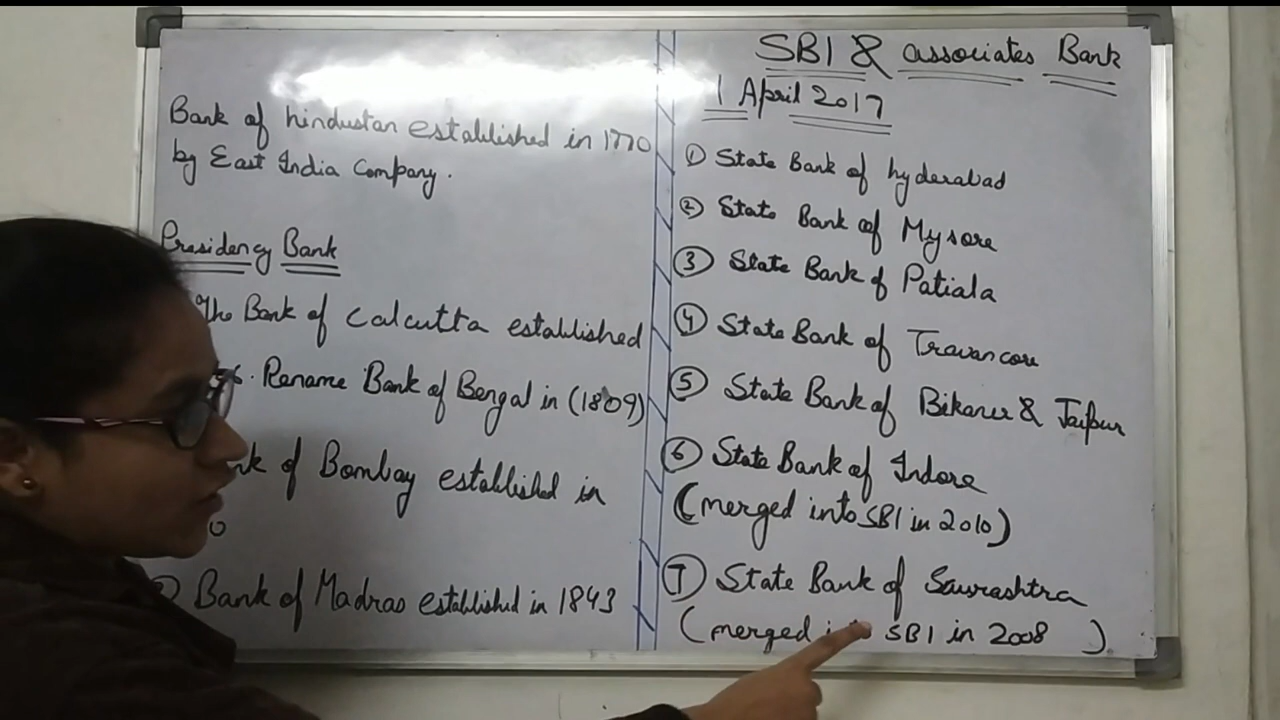 Bank of hindustan established in 1770
by East India Company.
Presidency Bank
The Bank of Calcutta established
6. Rename Bank of Bengal in (1809)
of Bombay established in
0
Bank of Madras established in 1843
SBI & associates Bank
1 April 2017
① State Bank of hyderabad
② State Bank of Mysore
③ State Bank of Patiala
④ State Bank of Travancore
⑤ State Bank of Bikaner & Jaipur
⑥ State Bank of Indore
(merged into SBI in 2010)
⑦ State Bank of Saurashtra
(merged SBI in 2008)